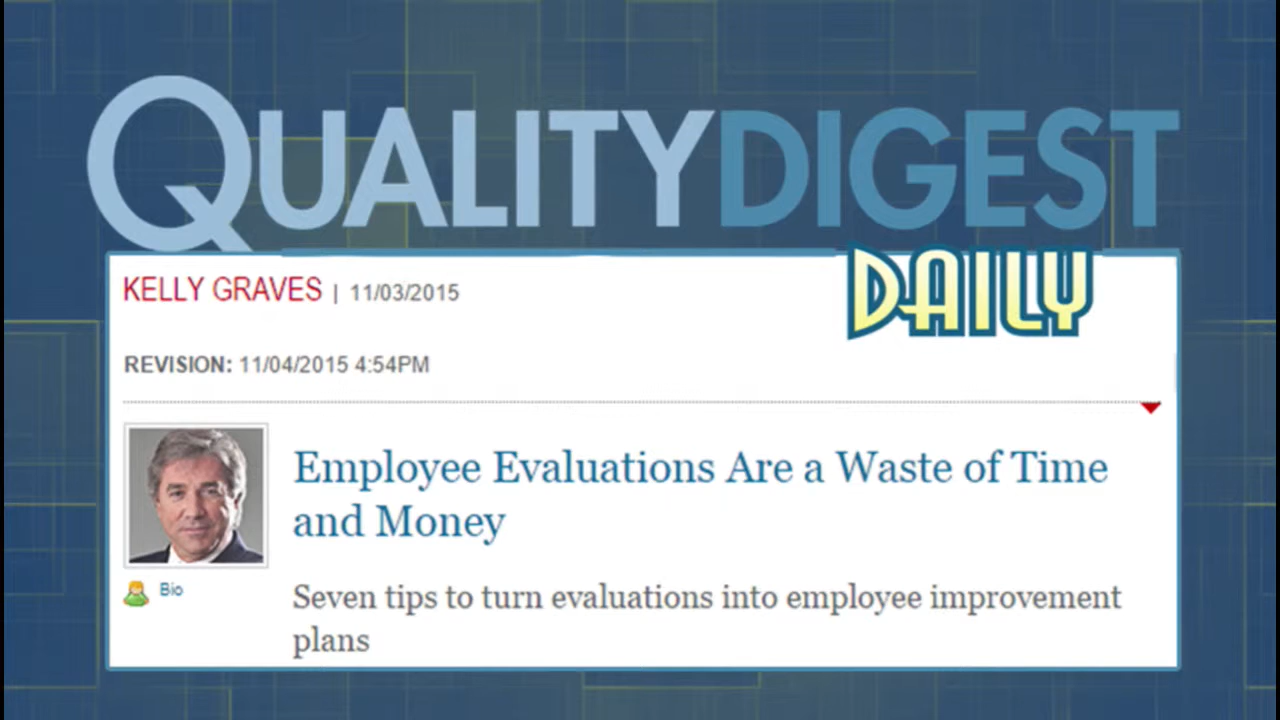 QUALITYDIGEST
DAILY
KELLY GRAVES | 11/03/2015
REVISION: 11/04/2015 4:54PM
Employee Evaluations Are a Waste of Time
and Money
Bio
Seven tips to turn evaluations into employee improvement
plans